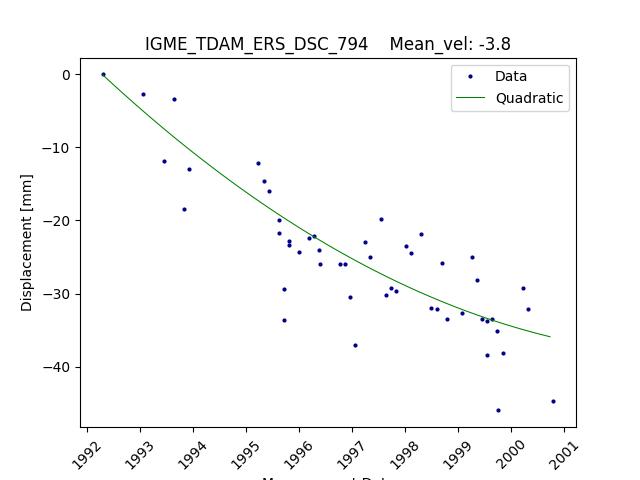 IGME_TDAM_ERS_DSC_794 Mean_vel: -3.8
Data
Quadratic
Displacement [mm]
0
−10
−20
−30
−40
1992 1993 1994 1995 1996 1997 1998 1999 2000 2001